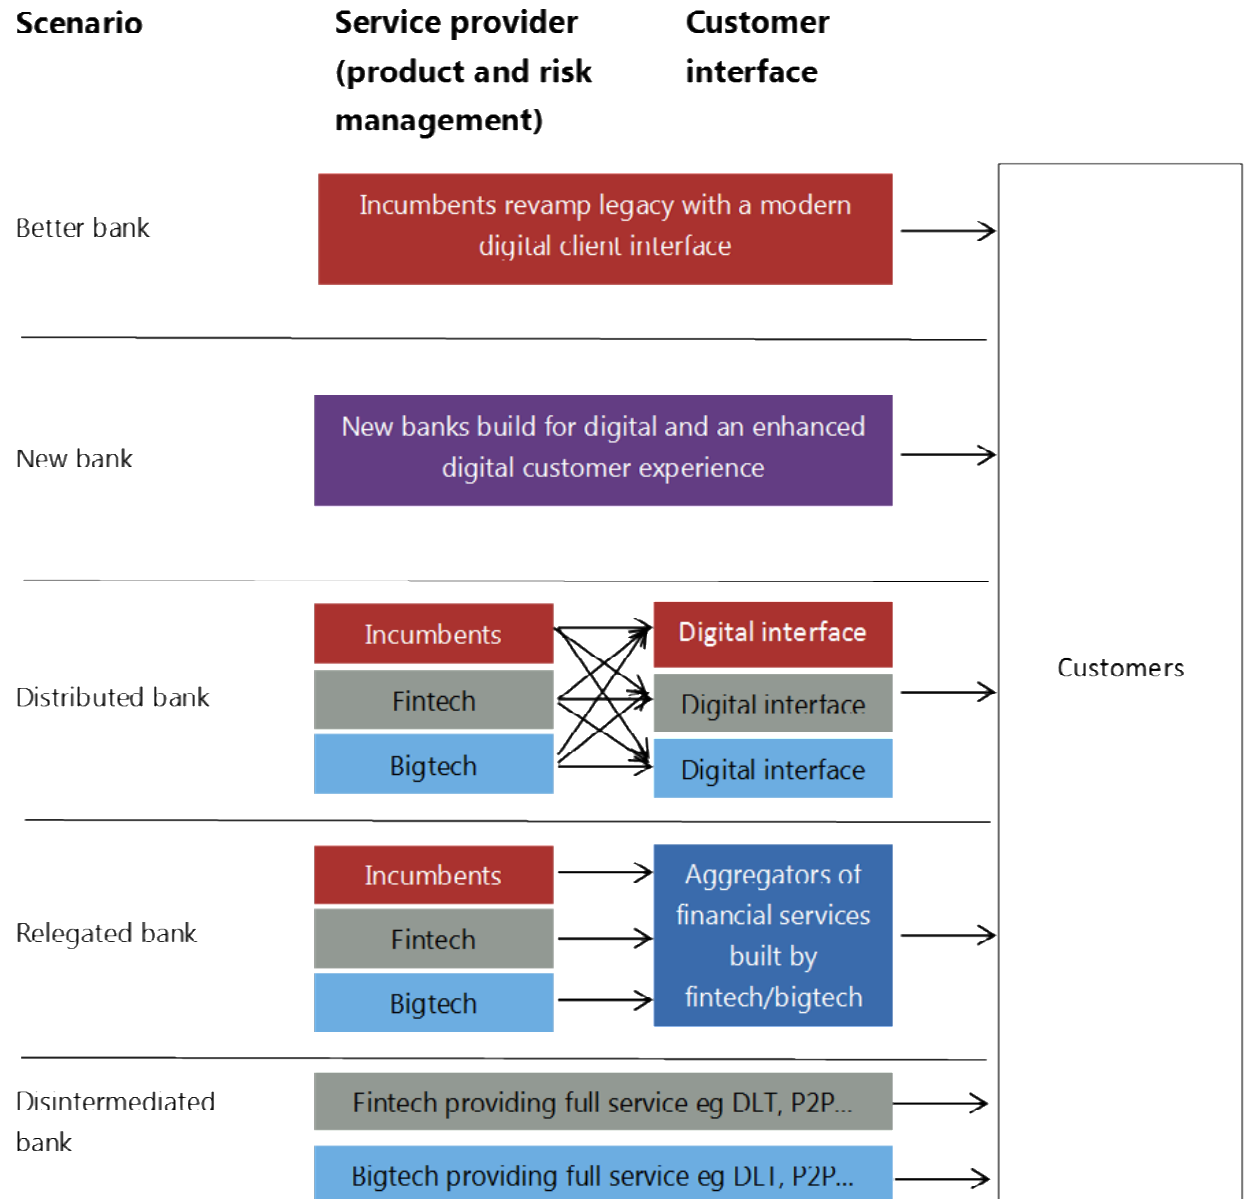 Scenario
Service provider
(product and risk
management)
Customer
interface
Better bank
Incumbents revamp legacy with a modern
digital client interface
New bank
New banks build for digital and an enhanced
digital customer experience
Distributed bank
Incumbents
Fintech
Bigtech
Digital interface
Digital interface
Digital interface
Customers
Relegated bank
Incumbents
Fintech
Bigtech
Aggregators of
financial services
built by
fintech/bigtech
Disintermediated
bank
Fintech providing full service eg DLT, P2P...
Bigtech providing full service eg DLT, P2P...